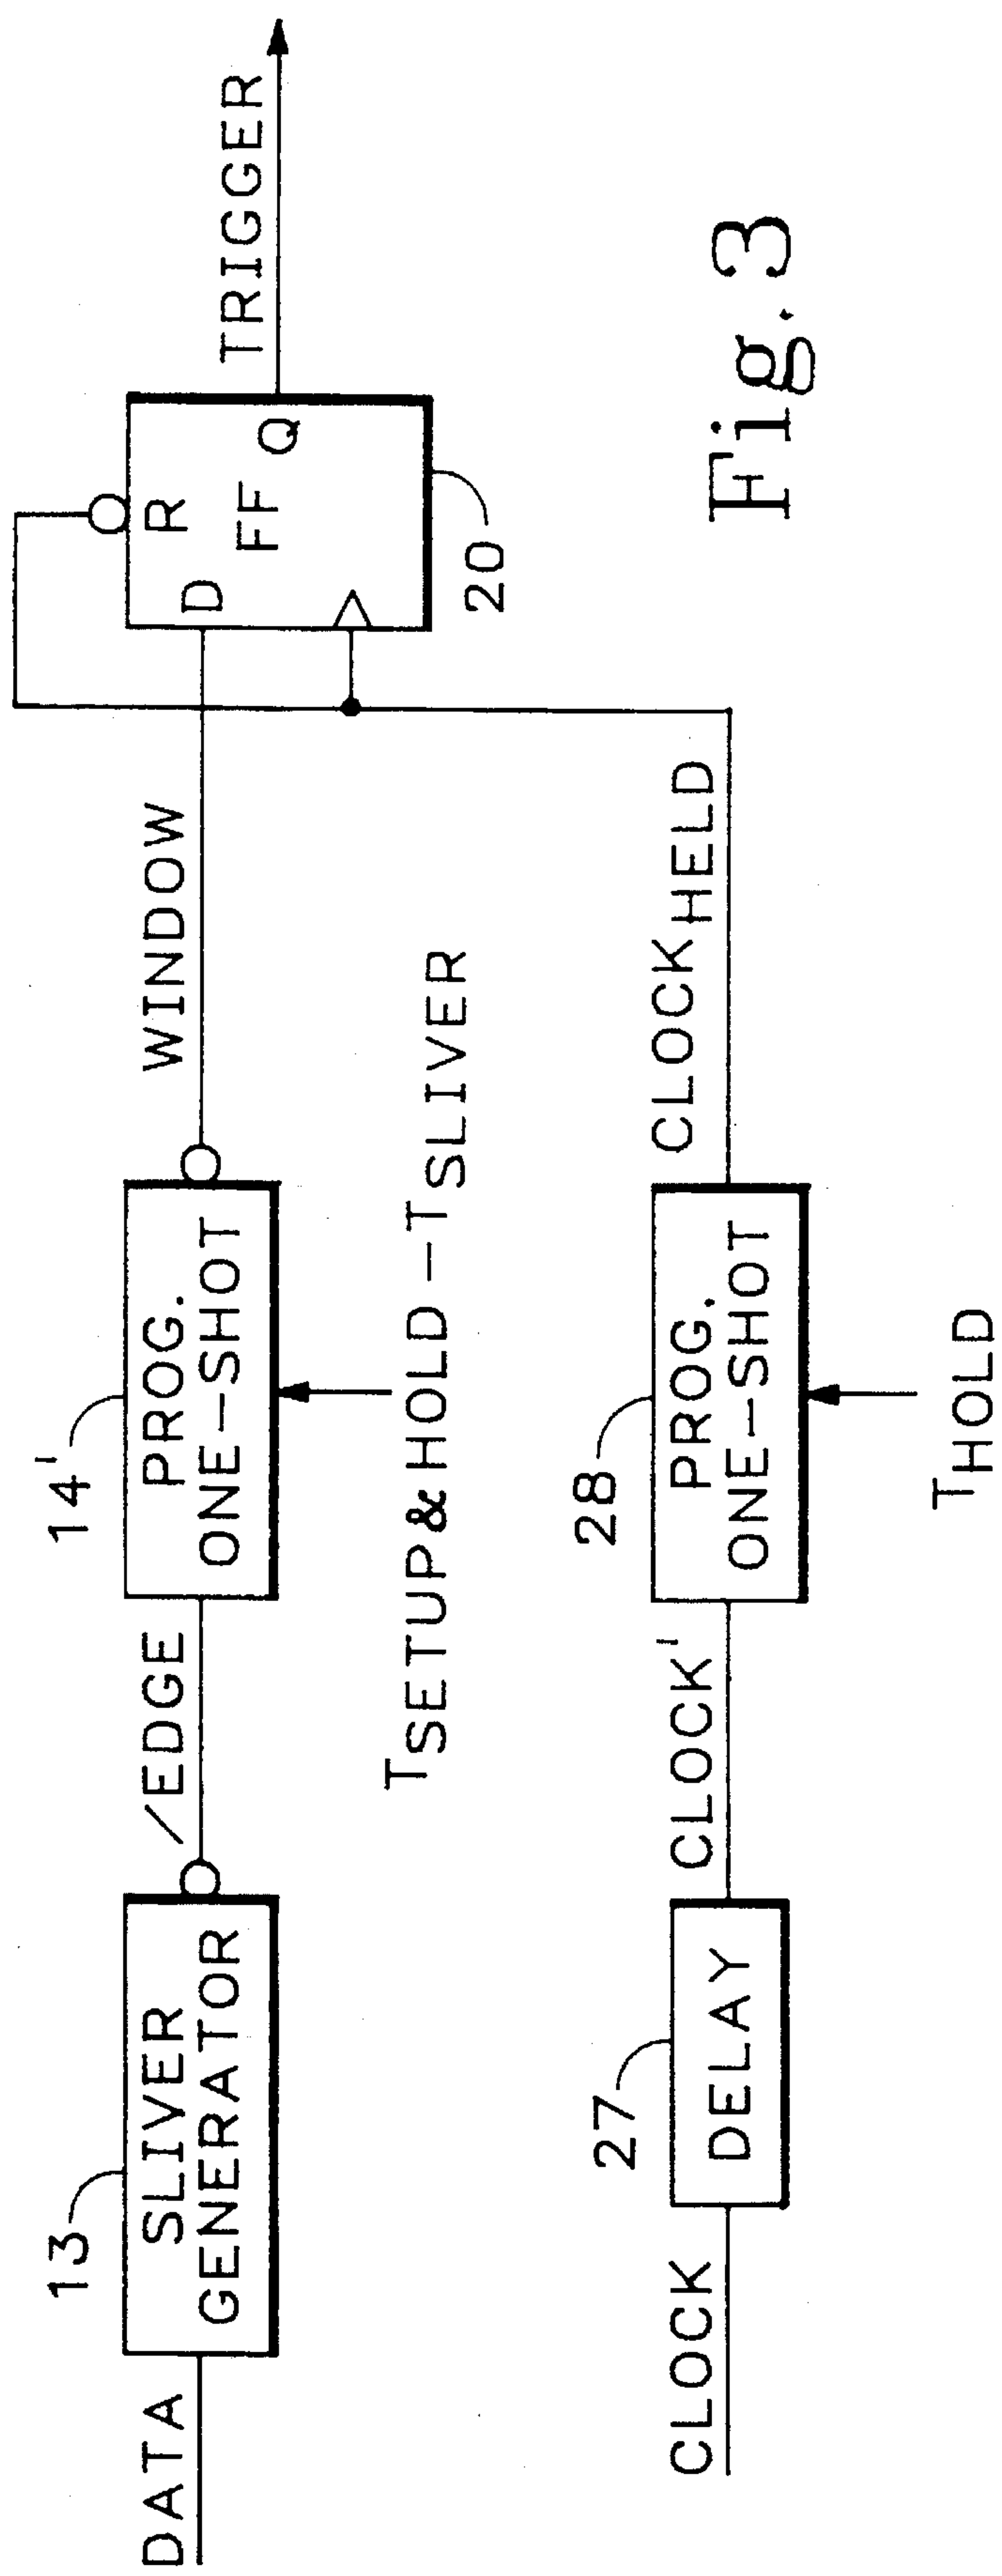 DATA
13
SLIVER
GENERATOR
/EDGE
14'
PROG.
ONE-SHOT
TSETUP&HOLD-TSLIVER
WINDOW
D
R
FF
Q
20
TRIGGER
CLOCK
27
DELAY
CLOCK'
28
PROG.
ONE-SHOT
THOLD
CLOCKHELD
Fig.3